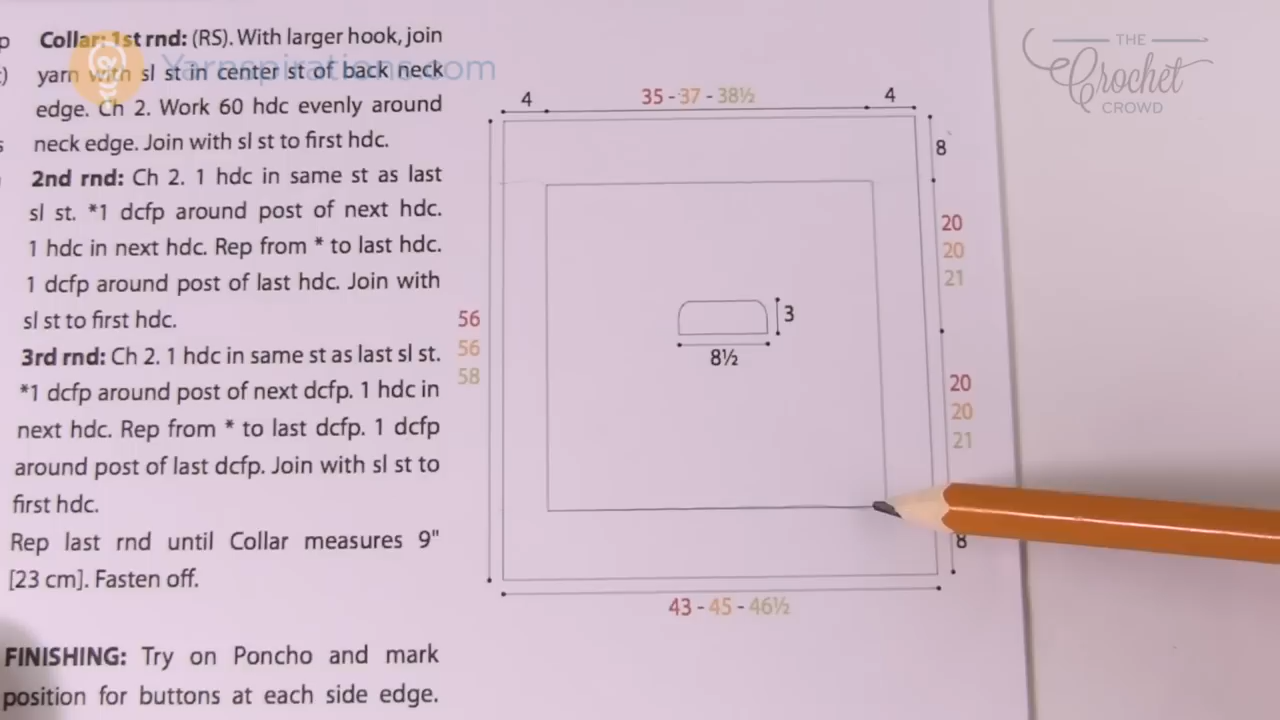 p
)
s
Collar: 1st rnd: (RS). With larger hook, join
yarn with sl st in center st of back neck
edge. Ch 2. Work 60 hdc evenly around
neck edge. Join with sl st to first hdc.
2nd rnd: Ch 2. 1 hdc in same st as last
sl st. *1 dcfp around post of next hdc.
1 hdc in next hdc. Rep from * to last hdc.
1 dcfp around post of last hdc. Join with
sl st to first hdc.
3rd rnd: Ch 2. 1 hdc in same st as last sl st.
*1 dcfp around post of next dcfp. 1 hdc in
next hdc. Rep from * to last dcfp. 1 dcfp
around post of last dcfp. Join with sl st to
first hdc.
Rep last rnd until Collar measures 9"
[23 cm]. Fasten off.
FINISHING: Try on Poncho and mark
position for buttons at each side edge.
Yarnspirations.com
4
35 - 37 - 38½
4
8
20
20
21
3
8½
56
56
58
20
20
21
8
43 - 45 - 46½
THE
Crochet
CROWD